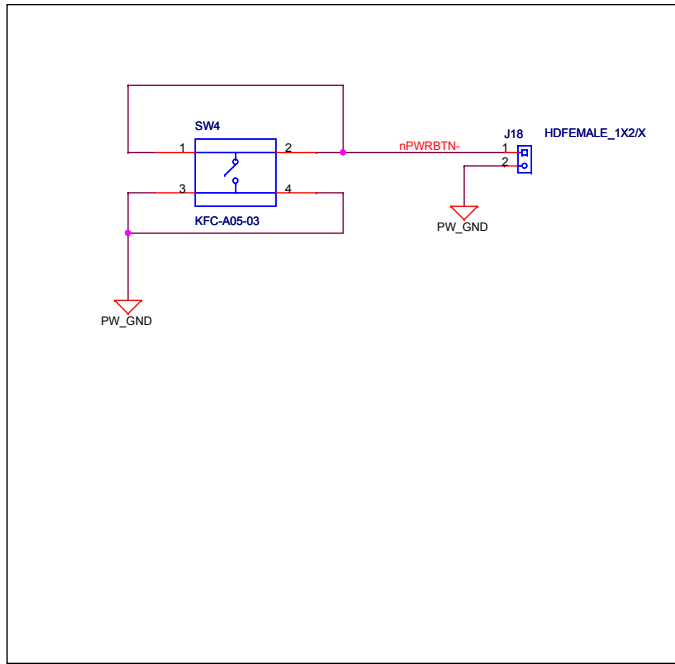 SW4
1
2
3
4
KFC-A05-03
nPWRBTN-
J18
HDFEMALE_1X2/X
1
2
PW_GND
PW_GND